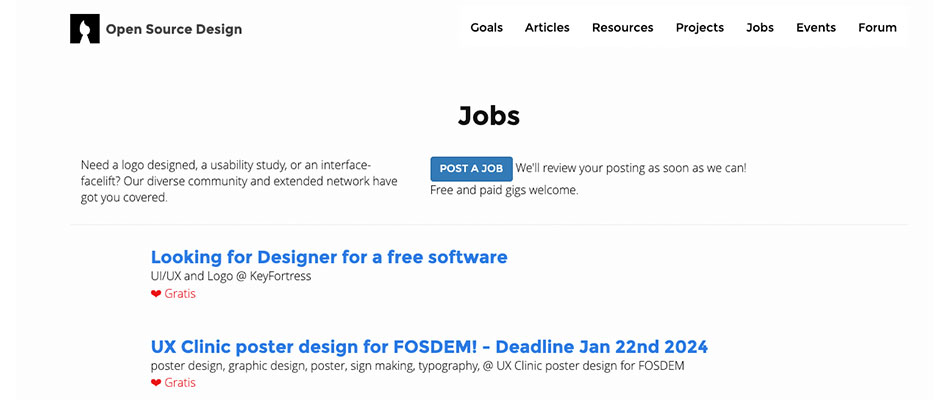 Open Source Design
Goals Articles Resources Projects Jobs Events Forum
Jobs
Need a logo designed, a usability study, or an interface-
facelift? Our diverse community and extended network have
got you covered.
POST A JOB We'll review your posting as soon as we can!
Free and paid gigs welcome.
Looking for Designer for a free software
UI/UX and Logo @ KeyFortress
❤ Gratis
UX Clinic poster design for FOSDEM! - Deadline Jan 22nd 2024
poster design, graphic design, poster, sign making, typography, @ UX Clinic poster design for FOSDEM
❤ Gratis